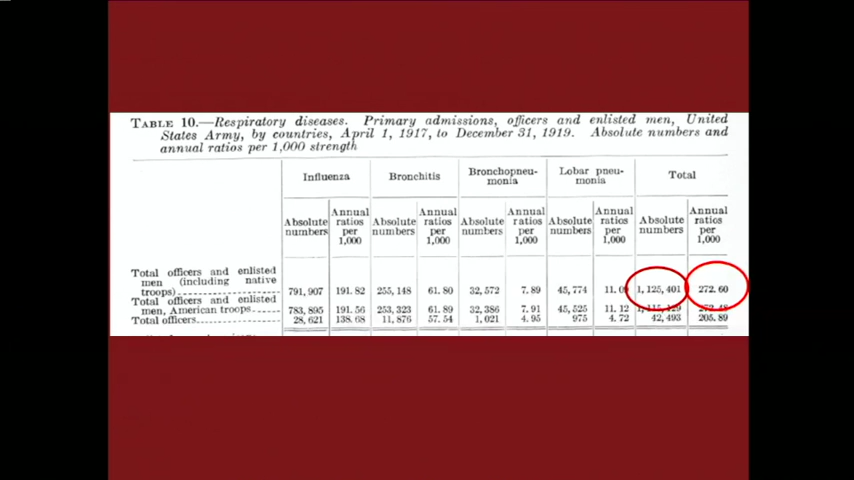 TABLE 10.—Respiratory diseases. Primary admissions, officers and enlisted men, United
States Army, by countries, April 1, 1917, to December 31, 1919. Absolute numbers and
annual ratios per 1,000 strength
Influenza Bronchitis Bronchopneu-monia Lobar pneu-monia Total
Absolute numbers Annual ratios per 1,000 Absolute numbers Annual ratios per 1,000 Absolute numbers Annual ratios per 1,000 Absolute numbers Annual ratios per 1,000 Absolute numbers Annual ratios per 1,000
Total officers and enlisted
men (including native
troops) 791,907 191.82 255,148 61.80 32,572 7.89 45,774 1,125,401 272.60
Total officers and enlisted
men, American troops 783,895 191.56 253,323 61.89 32,386 7.91 45,525 11.12
Total officers 28,621 138.68 11,876 57.54 1,021 4.95 975 4.72 42,493 205.89